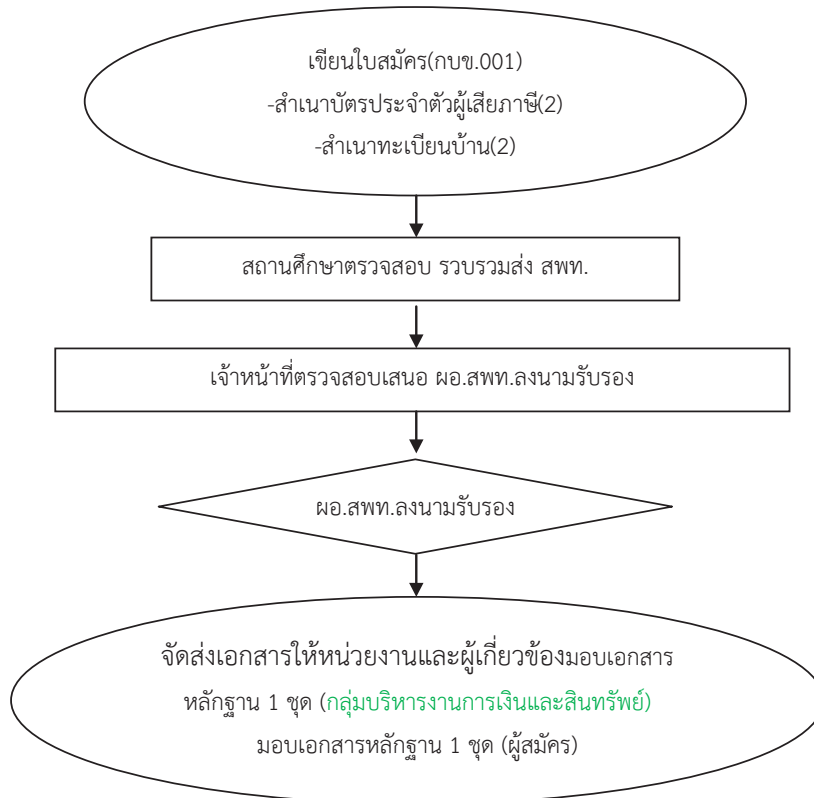 เขียนใบสมัคร(กบข.001)
-สำเนาบัตรประจำตัวผู้เสียภาษี(2)
-สำเนาทะเบียนบ้าน(2)
สถานศึกษาตรวจสอบ รวบรวมส่ง สพท.
เจ้าหน้าที่ตรวจสอบเสนอ ผอ.สพท.ลงนามรับรอง
ผอ.สพท.ลงนามรับรอง
จัดส่งเอกสารให้หน่วยงานและผู้เกี่ยวข้องมอบเอกสาร
หลักฐาน 1 ชุด (กลุ่มบริหารงานการเงินและสินทรัพย์)
มอบเอกสารหลักฐาน 1 ชุด (ผู้สมัคร)